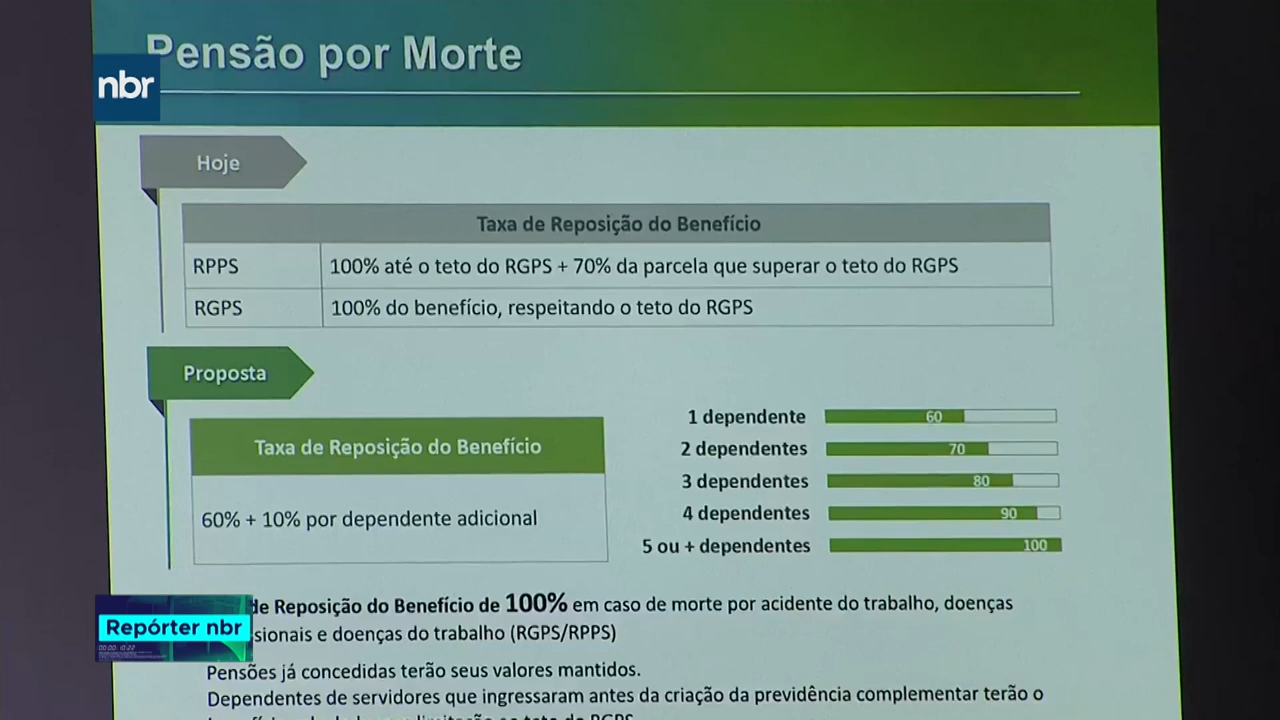 Pensão por Morte
nbr
Hoje
Taxa de Reposição do Benefício
RPPS 100% até o teto do RGPS + 70% da parcela que superar o teto do RGPS
RGPS 100% do benefício, respeitando o teto do RGPS
Proposta
Taxa de Reposição do Benefício
60% + 10% por dependente adicional
1 dependente 60
2 dependentes 70
3 dependentes 80
4 dependentes 90
5 ou + dependentes 100
de Reposição do Benefício de 100% em caso de morte por acidente do trabalho, doenças
sionais e doenças do trabalho (RGPS/RPPS)
Repórter nbr
Pensões já concedidas terão seus valores mantidos.
Dependentes de servidores que ingressaram antes da criação da previdência complementar terão o
RGPS